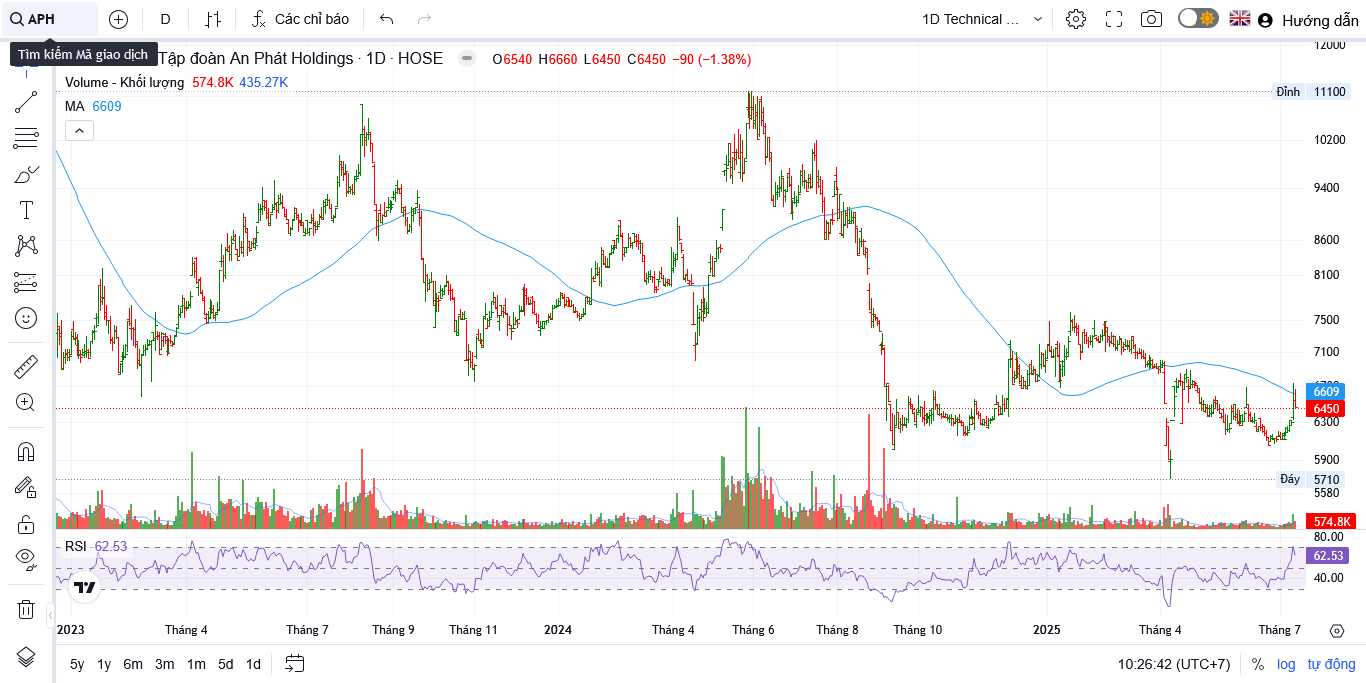 APH
D
Các chỉ báo
1D Technical ...
Hướng dẫn
Tìm kiếm Mã giao dịch
Tập đoàn An Phát Holdings · 1D · HOSE
O6540 H6660 L6450 C6450 −90 (−1.38%)
Volume - Khối lượng 574.8K 435.27K
MA 6609
12000
Đỉnh 11100
10200
9400
8600
8100
7500
7100
6609
6450
6300
5900
Đáy 5710
5580
574.8K
RSI 62.53
80.00
62.53
40.00
2023 Tháng 4 Tháng 7 Tháng 9 Tháng 11 2024 Tháng 4 Tháng 6 Tháng 8 Tháng 10 2025 Tháng 4 Tháng 7
5y 1y 6m 3m 1m 5d 1d
10:26:42 (UTC+7) % log tự động